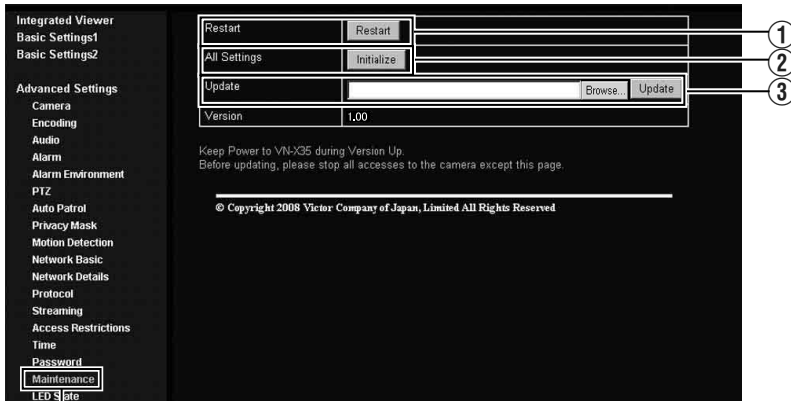 Integrated Viewer
Basic Settings1
Basic Settings2
Advanced Settings
Camera
Encoding
Audio
Alarm
Alarm Environment
PTZ
Auto Patrol
Privacy Mask
Motion Detection
Network Basic
Network Details
Protocol
Streaming
Access Restrictions
Time
Password
Maintenance
LED State
Restart Restart ①
All Settings Initialize ②
Update Browse... Update ③
Version 1.00
Keep Power to VN-X35 during Version Up.
Before updating, please stop all accesses to the camera except this page.
© Copyright 2008 Victor Company of Japan, Limited All Rights Reserved